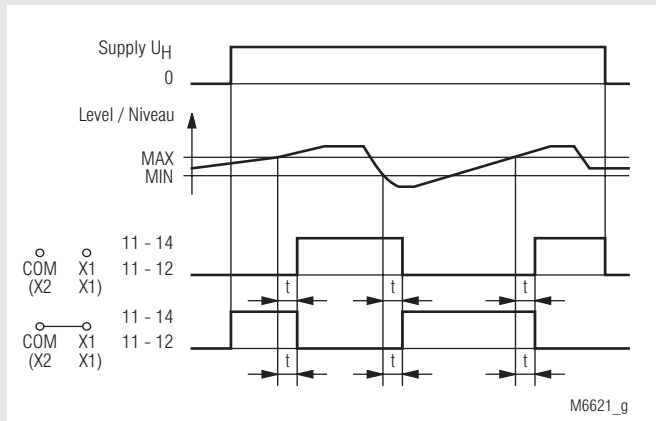 Supply UH
0
Level / Niveau
MAX
MIN
11 - 14
COM X1 11 - 12
(X2 X1)
t t t
11 - 14
COM X1 11 - 12
(X2 X1)
t t t
M6621_g